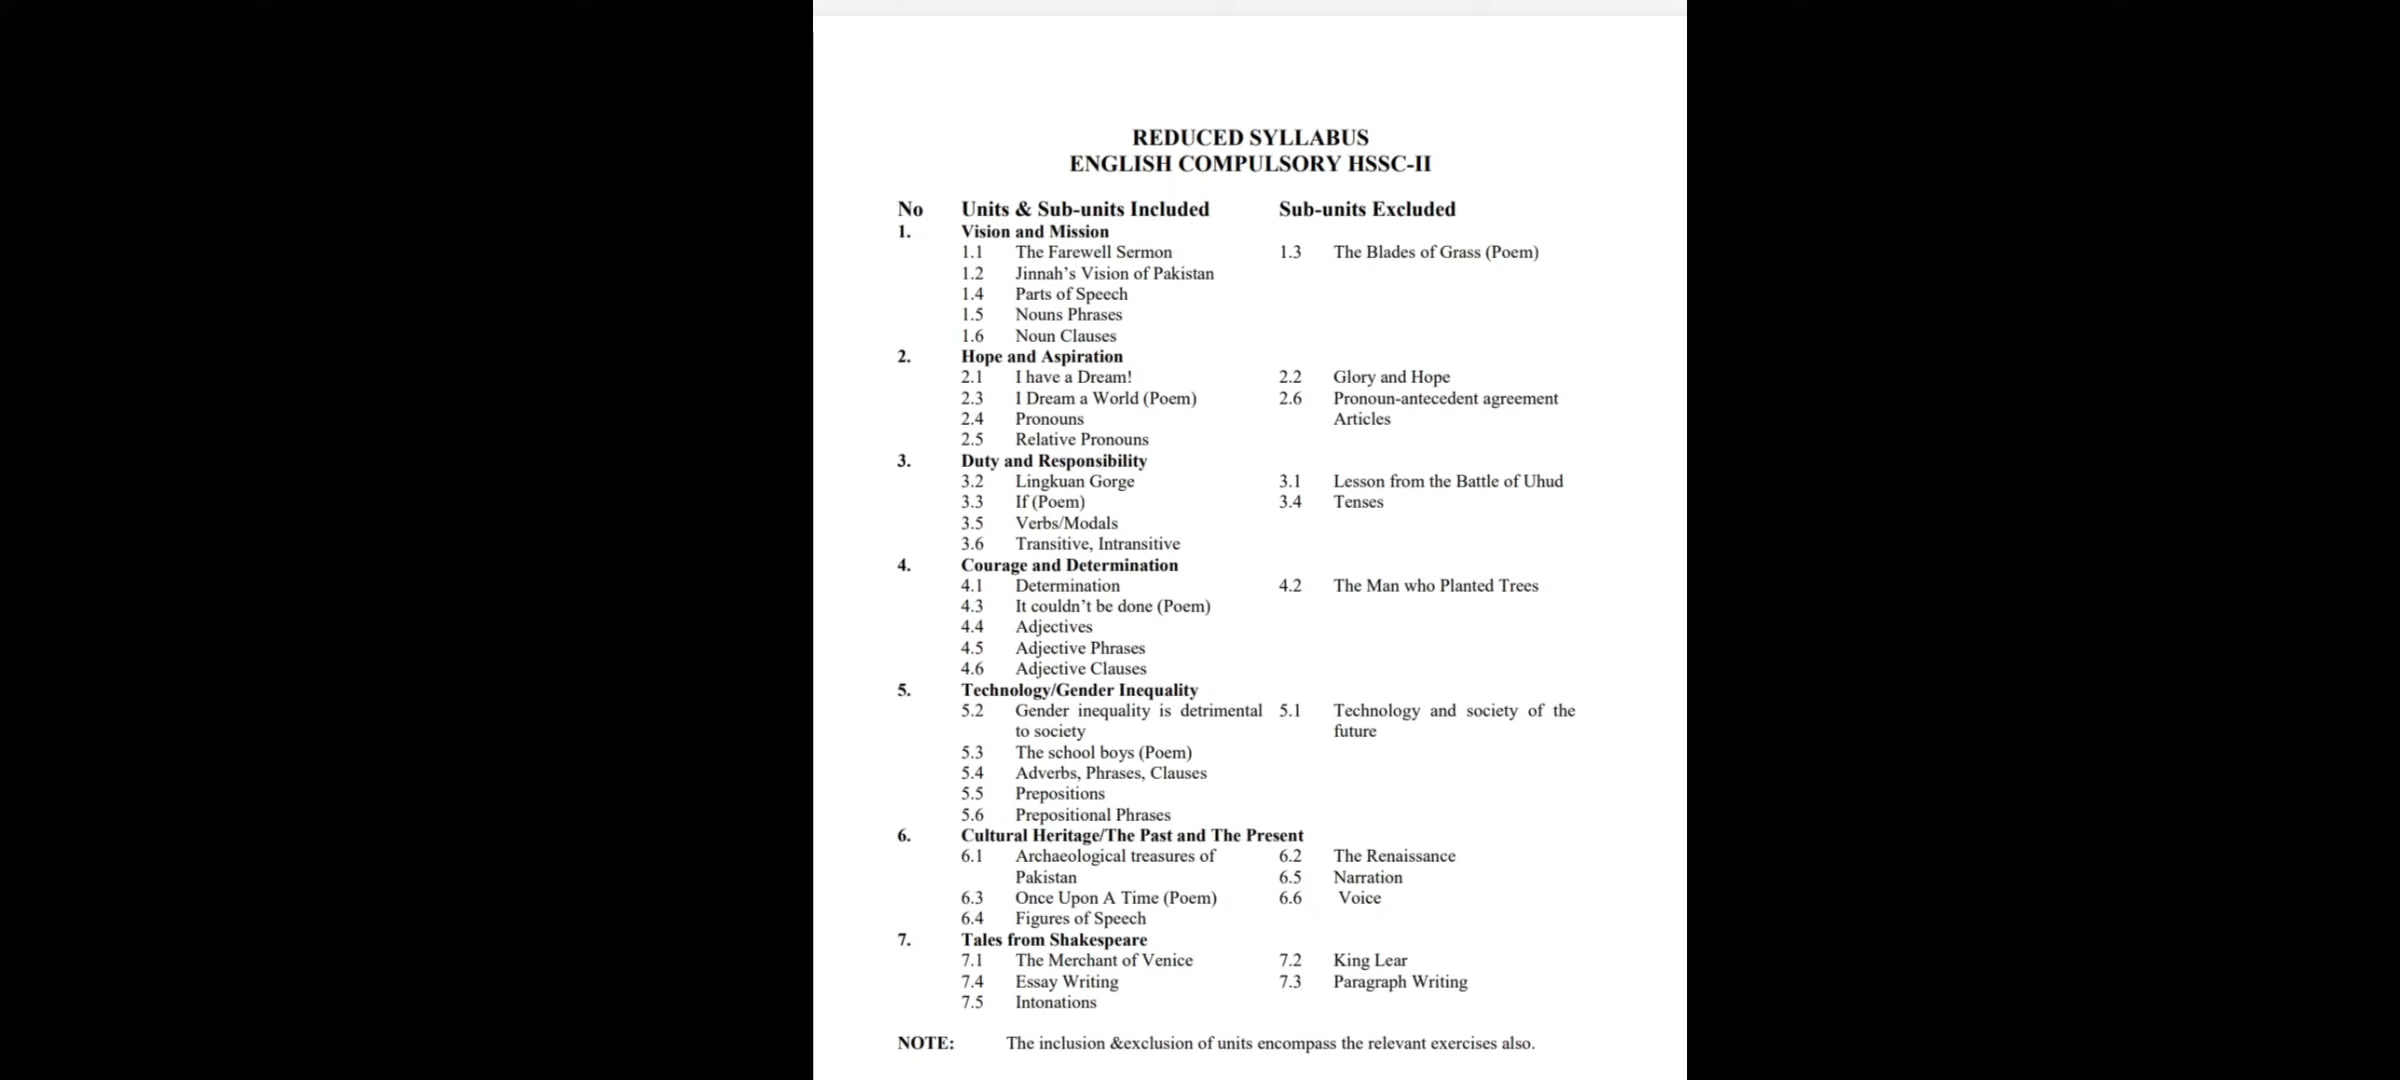 REDUCED SYLLABUS
ENGLISH COMPULSORY HSSC-II
No Units & Sub-units Included Sub-units Excluded
1. Vision and Mission
1.1 The Farewell Sermon 1.3 The Blades of Grass (Poem)
1.2 Jinnah's Vision of Pakistan
1.4 Parts of Speech
1.5 Nouns Phrases
1.6 Noun Clauses
2. Hope and Aspiration
2.1 I have a Dream! 2.2 Glory and Hope
2.3 I Dream a World (Poem) 2.6 Pronoun-antecedent agreement
2.4 Pronouns Articles
2.5 Relative Pronouns
3. Duty and Responsibility
3.2 Lingkuan Gorge 3.1 Lesson from the Battle of Uhud
3.3 If (Poem) 3.4 Tenses
3.5 Verbs/Modals
3.6 Transitive, Intransitive
4. Courage and Determination
4.1 Determination 4.2 The Man who Planted Trees
4.3 It couldn't be done (Poem)
4.4 Adjectives
4.5 Adjective Phrases
4.6 Adjective Clauses
5. Technology/Gender Inequality
5.2 Gender inequality is detrimental 5.1 Technology and society of the
to society future
5.3 The school boys (Poem)
5.4 Adverbs, Phrases, Clauses
5.5 Prepositions
5.6 Prepositional Phrases
6. Cultural Heritage/The Past and The Present
6.1 Archaeological treasures of 6.2 The Renaissance
Pakistan 6.5 Narration
6.3 Once Upon A Time (Poem) 6.6 Voice
6.4 Figures of Speech
7. Tales from Shakespeare
7.1 The Merchant of Venice 7.2 King Lear
7.4 Essay Writing 7.3 Paragraph Writing
7.5 Intonations
NOTE: The inclusion &exclusion of units encompass the relevant exercises also.